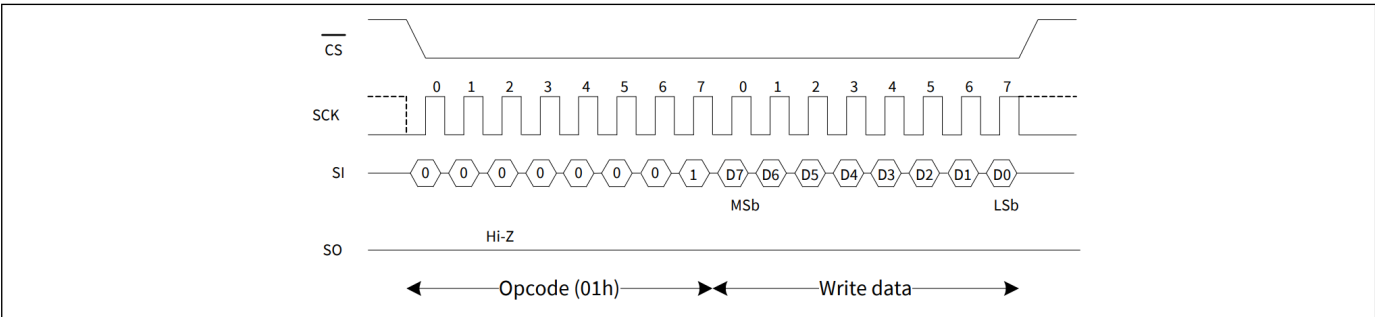 CS
0 1 2 3 4 5 6 7 0 1 2 3 4 5 6 7
SCK
SI 0 0 0 0 0 0 0 1 D7 D6 D5 D4 D3 D2 D1 D0
MSb LSb
Hi-Z
SO
Opcode (01h) Write data